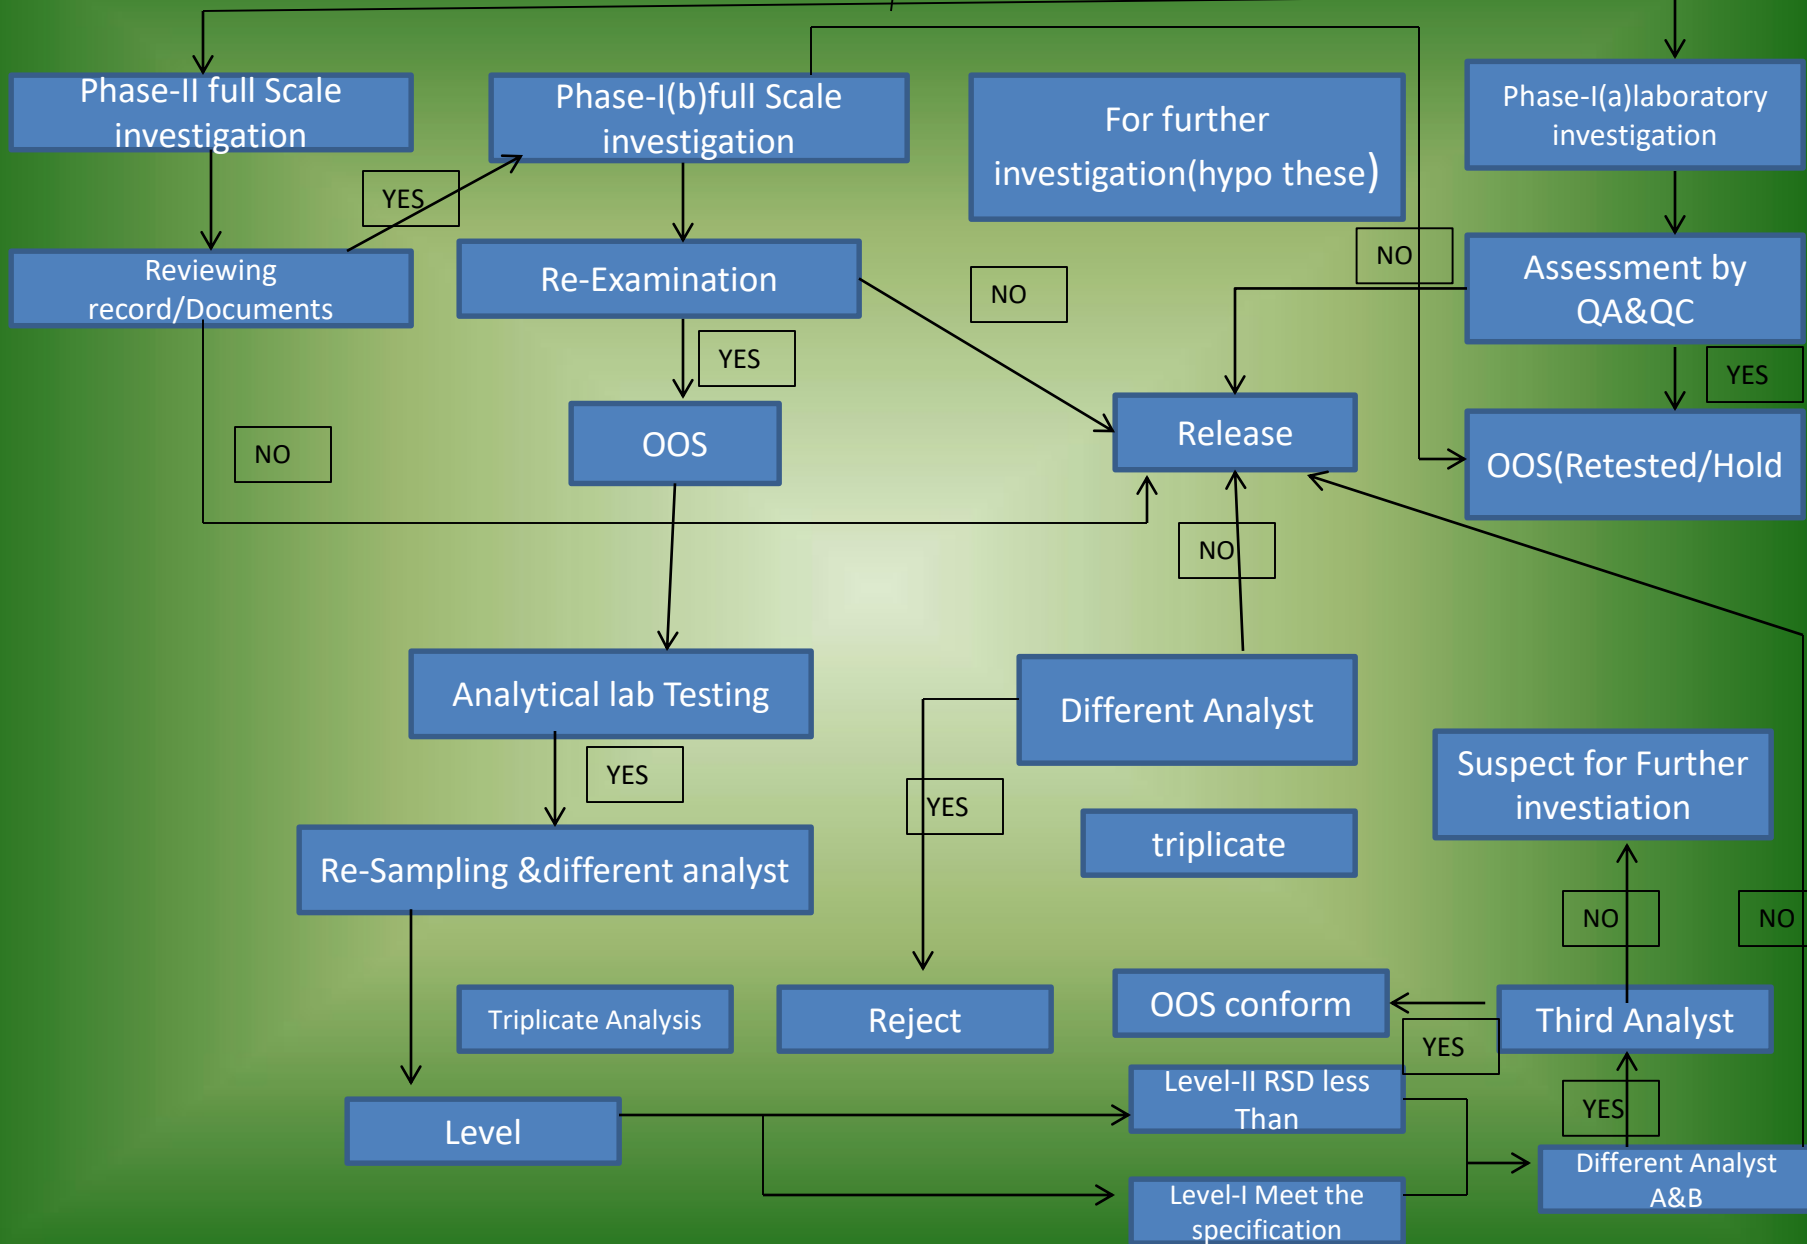 Phase-II full Scale
investigation
Phase-I(b)full Scale
investigation
For further
investigation(hypo these)
Phase-I(a)laboratory
investigation
YES
Reviewing
record/Documents
Re-Examination
NO
NO
Assessment by
QA&QC
YES
YES
NO
OOS
Release
OOS(Retested/Hold
NO
Analytical lab Testing
Different Analyst
YES
YES
Suspect for Further
investiation
Re-Sampling &different analyst
triplicate
NO
NO
Triplicate Analysis
Reject
OOS conform
Third Analyst
YES
Level
Level-II RSD less
Than
YES
Level-I Meet the
specification
Different Analyst
A&B